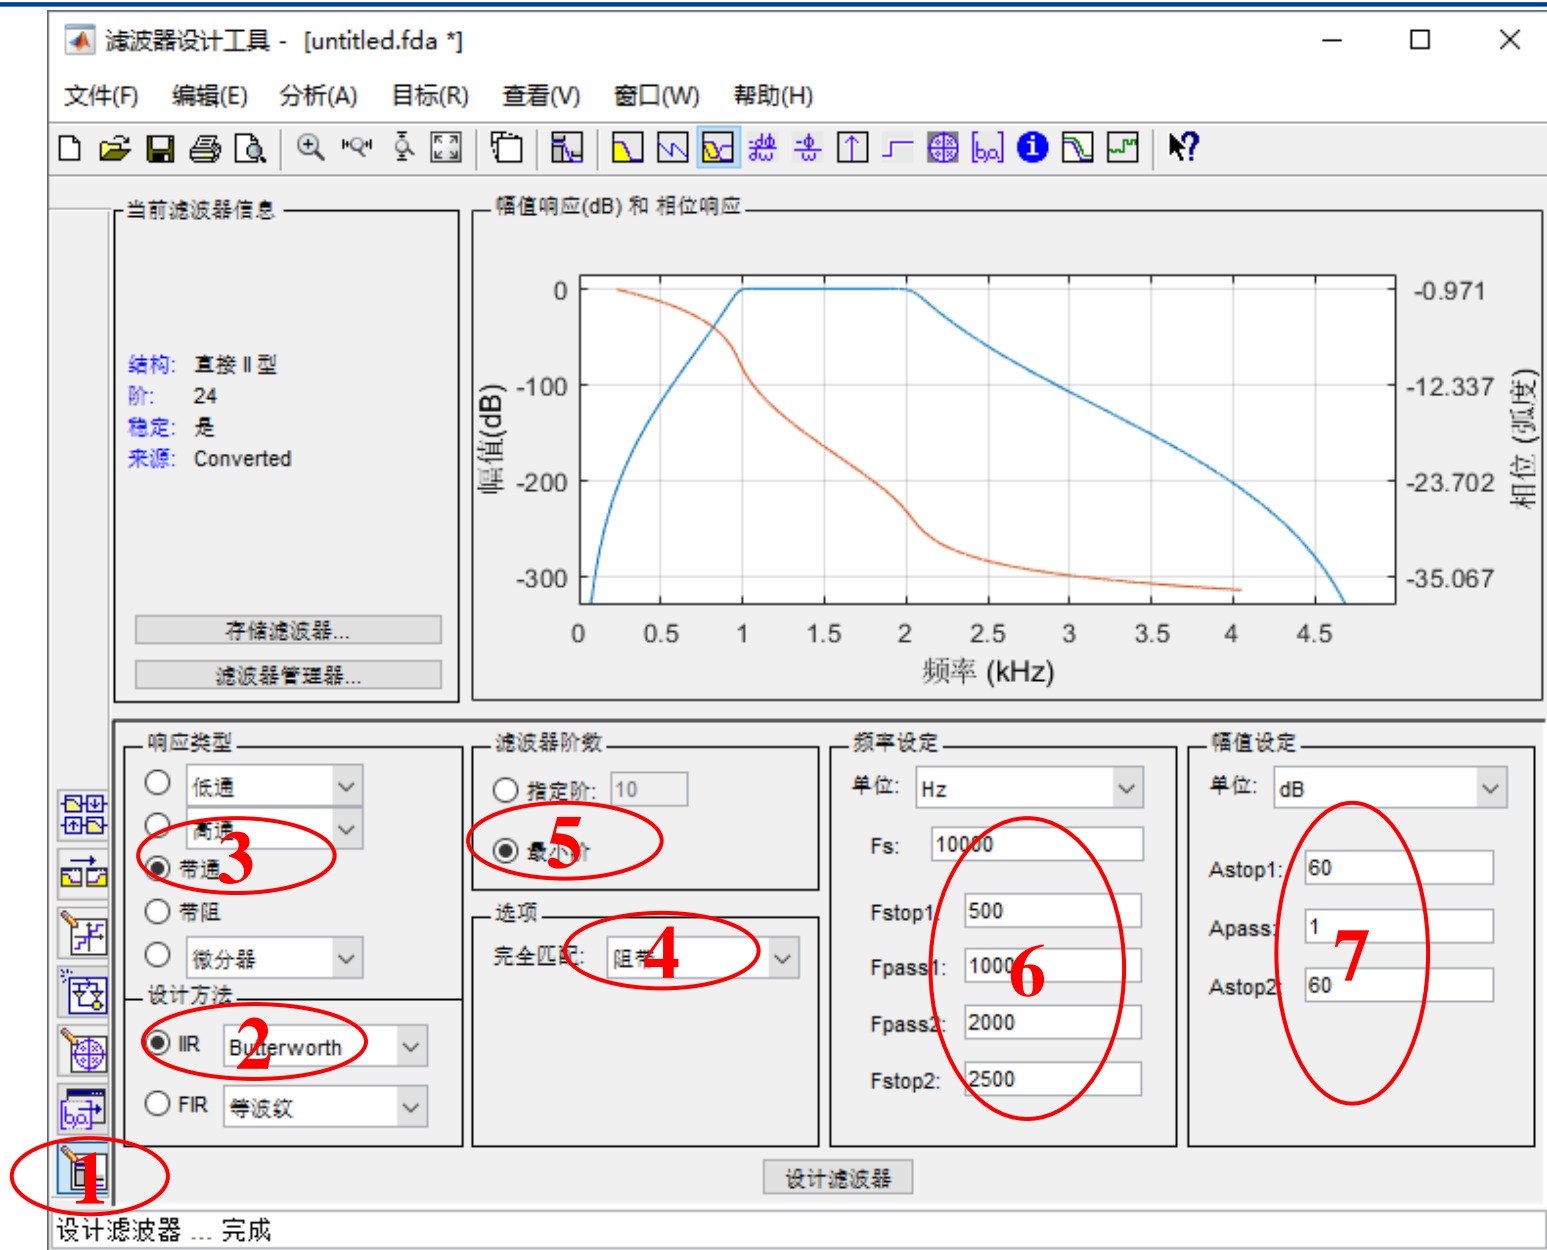 滤波器设计工具 - [untitled.fda *]
文件(F) 编辑(E) 分析(A) 目标(R) 查看(V) 窗口(W) 帮助(H)
当前滤波器信息
结构: 直接 II 型
阶: 24
稳定: 是
来源: Converted
存储滤波器...
滤波器管理器...
幅值响应(dB) 和 相位响应
幅值(dB)
0
-100
-200
-300
-0.971
-12.337
-23.702
-35.067
相位 (弧度)
0 0.5 1 1.5 2 2.5 3 3.5 4 4.5
频率 (kHz)
响应类型
低通
高通
带通
带阻
微分器
3
设计方法
IIR Butterworth
2
FIR 等波纹
滤波器阶数
指定阶: 10
最小阶
5
选项
完全匹配: 阻带
4
频率设定
单位: Hz
Fs: 10000
Fstop1: 500
Fpass1: 1000
Fpass2: 2000
Fstop2: 2500
6
幅值设定
单位: dB
Astop1: 60
Apass: 1
Astop2: 60
7
1
设计滤波器
设计滤波器 ... 完成